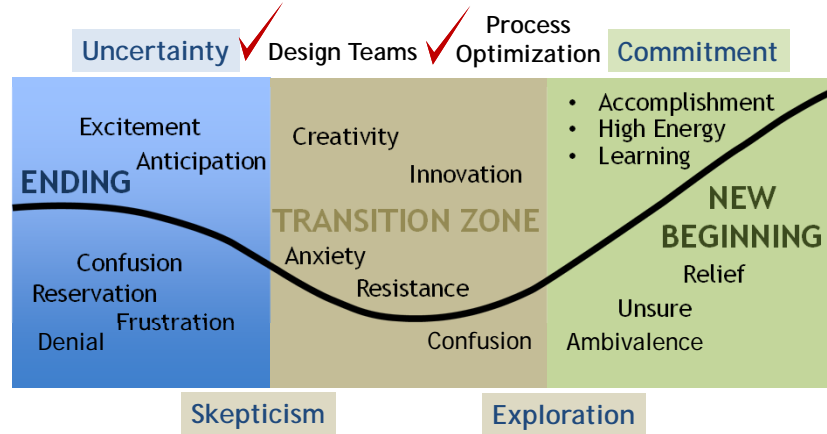 Uncertainty
Design Teams
Process
Optimization
Commitment
Excitement
Anticipation
ENDING
Confusion
Reservation
Frustration
Denial
Creativity
Innovation
TRANSITION ZONE
Anxiety
Resistance
Confusion
• Accomplishment
• High Energy
• Learning
NEW
BEGINNING
Relief
Unsure
Ambivalence
Skepticism
Exploration